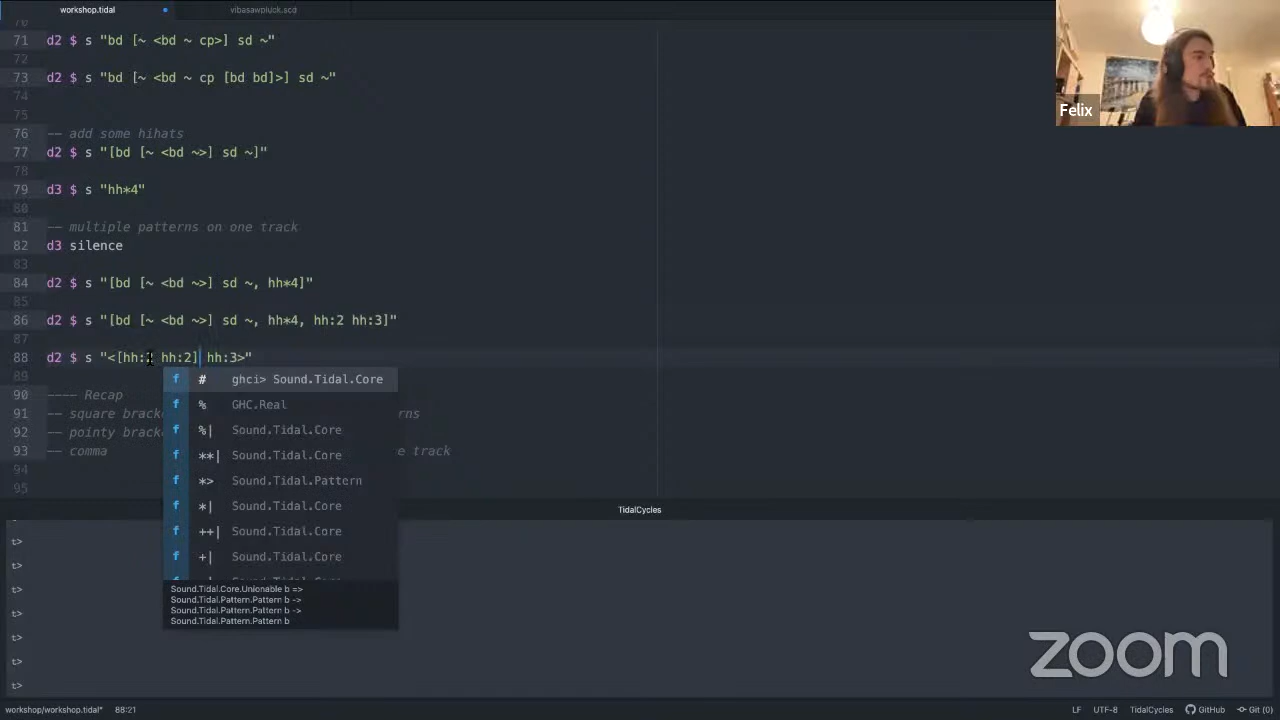 workshop.tidal vibasawpluck.scd
70
71 d2 $ s "bd [~ <bd ~ cp>] sd ~"
72
73 d2 $ s "bd [~ <bd ~ cp [bd bd]>] sd ~"
74
75
76 -- add some hihats
77 d2 $ s "[bd [~ <bd ~>] sd ~]"
78
79 d3 $ s "hh*4"
80
81 -- multiple patterns on one track
82 d3 silence
83
84 d2 $ s "[bd [~ <bd ~>] sd ~, hh*4]"
85
86 d2 $ s "[bd [~ <bd ~>] sd ~, hh*4, hh:2 hh:3]"
87
88 d2 $ s "<[hh:2 hh:2] hh:3>"
89
90 ---- Recap
91 -- square brack rns
92 -- pointy brack
93 -- comma e track
94
95
f # ghci> Sound.Tidal.Core
f % GHC.Real
f %| Sound.Tidal.Core
f **| Sound.Tidal.Core
f *> Sound.Tidal.Pattern
f *| Sound.Tidal.Core
f ++| Sound.Tidal.Core
f +| Sound.Tidal.Core
Sound.Tidal.Core.Unionable b =>
Sound.Tidal.Pattern.Pattern b ->
Sound.Tidal.Pattern.Pattern b ->
Sound.Tidal.Pattern.Pattern b
TidalCycles
t>
t>
t>
t>
t>
t>
t>
Felix
zoom
workshop/workshop.tidal* 88:21 LF UTF-8 TidalCycles GitHub Git (0)